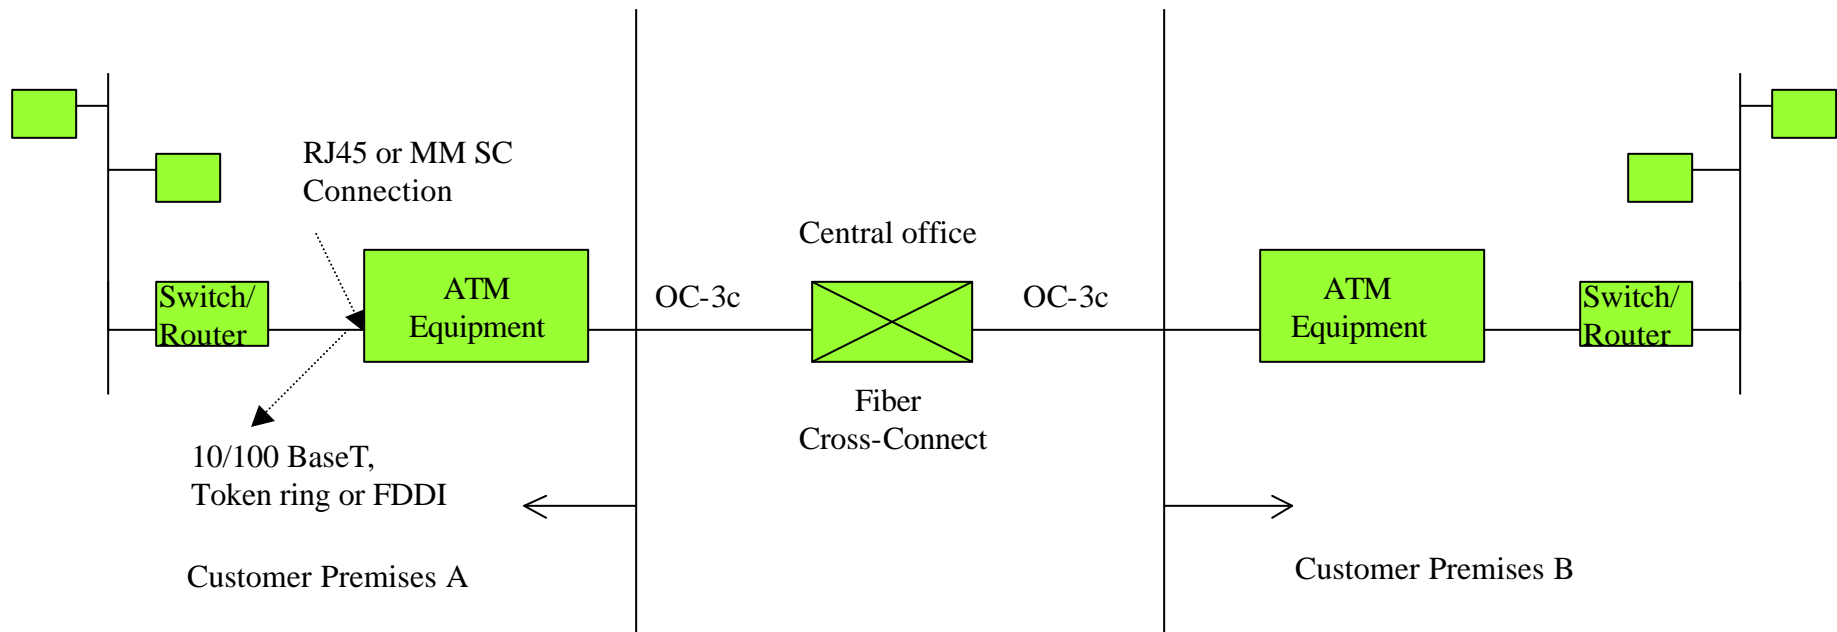 RJ45 or MM SC
Connection
Central office
Switch/
Router
ATM
Equipment
OC-3c
OC-3c
ATM
Equipment
Switch/
Router
Fiber
Cross-Connect
10/100 BaseT,
Token ring or FDDI
Customer Premises A
Customer Premises B